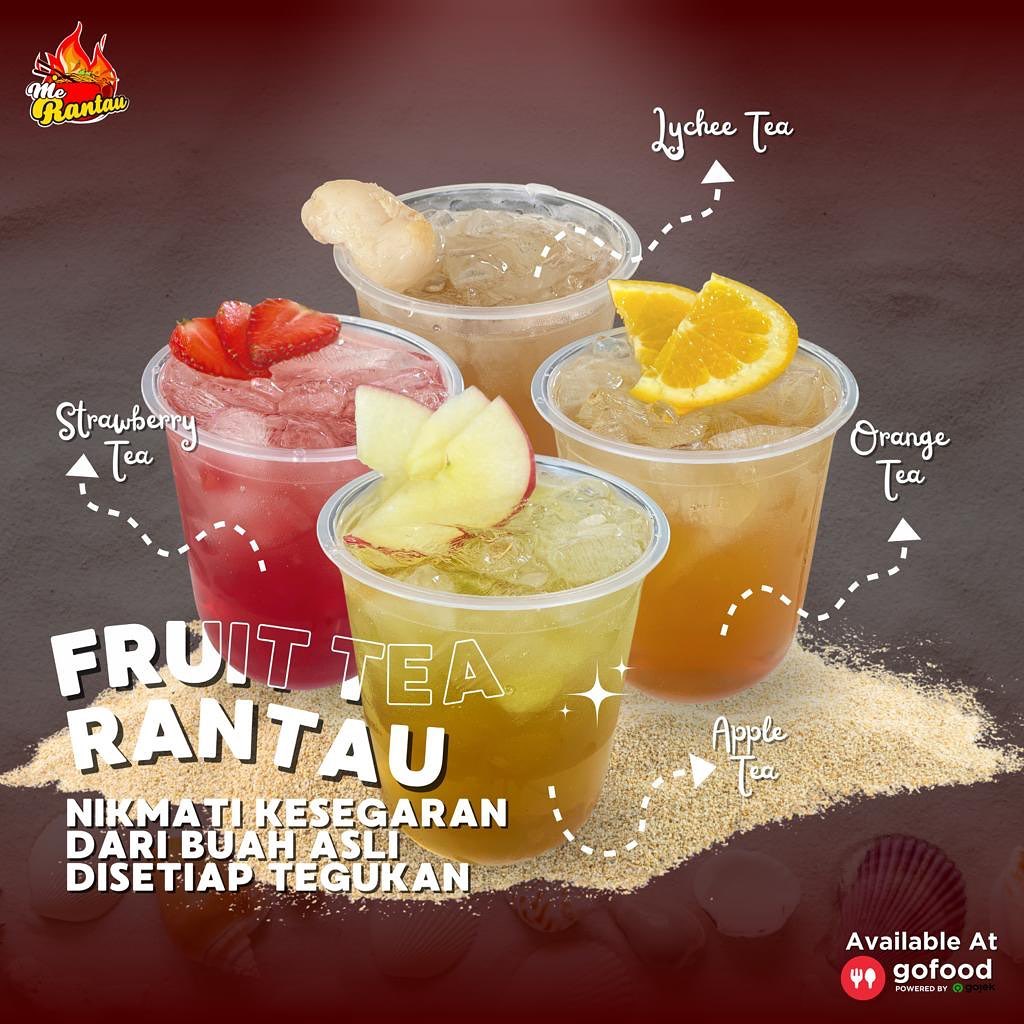 Me
Rantau
Lychee Tea
Strawberry
Tea
Orange
Tea
FRUIT TEA
RANTAU
Apple
Tea
NIKMATI KESEGARAN
DARI BUAH ASLI
DISETIAP TEGUKAN
Available At
gofood
POWERED BY gojek